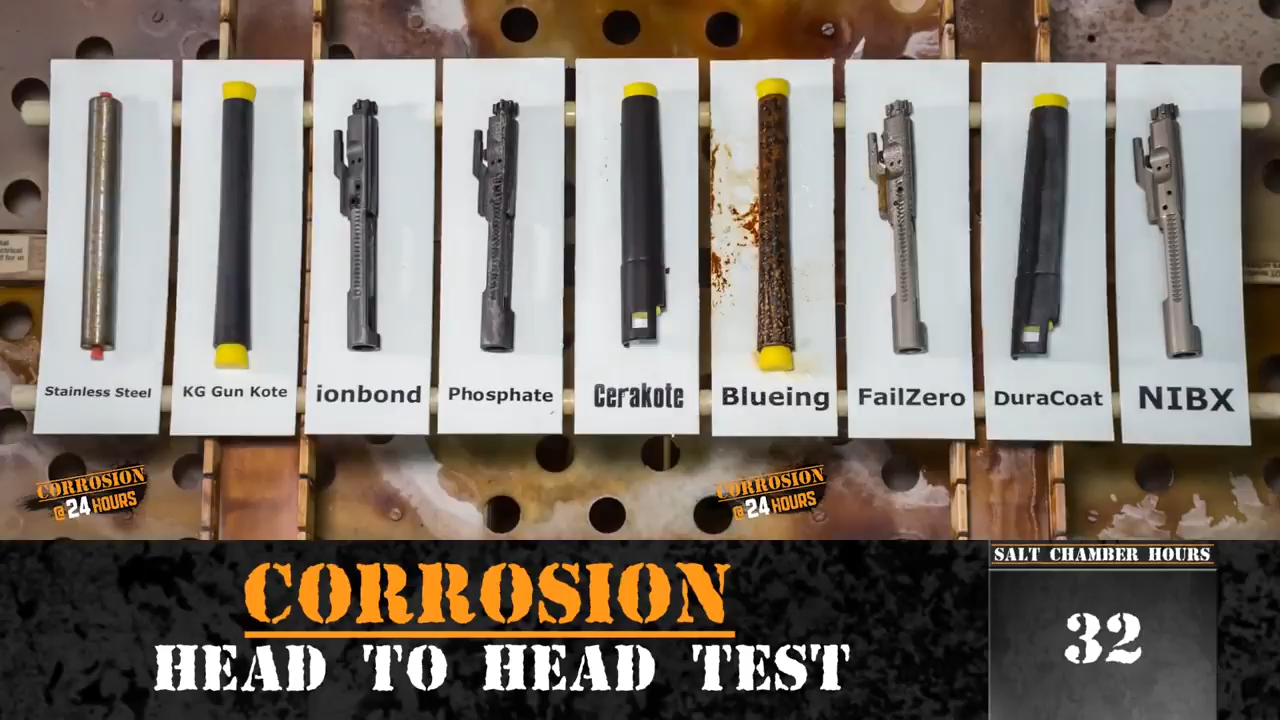 Stainless Steel
KG Gun Kote
ionbond
Phosphate
Cerakote
Blueing
FailZero
DuraCoat
NIBX
CORROSION
@ 24 HOURS
CORROSION
@ 24 HOURS
CORROSION
HEAD TO HEAD TEST
SALT CHAMBER HOURS
32